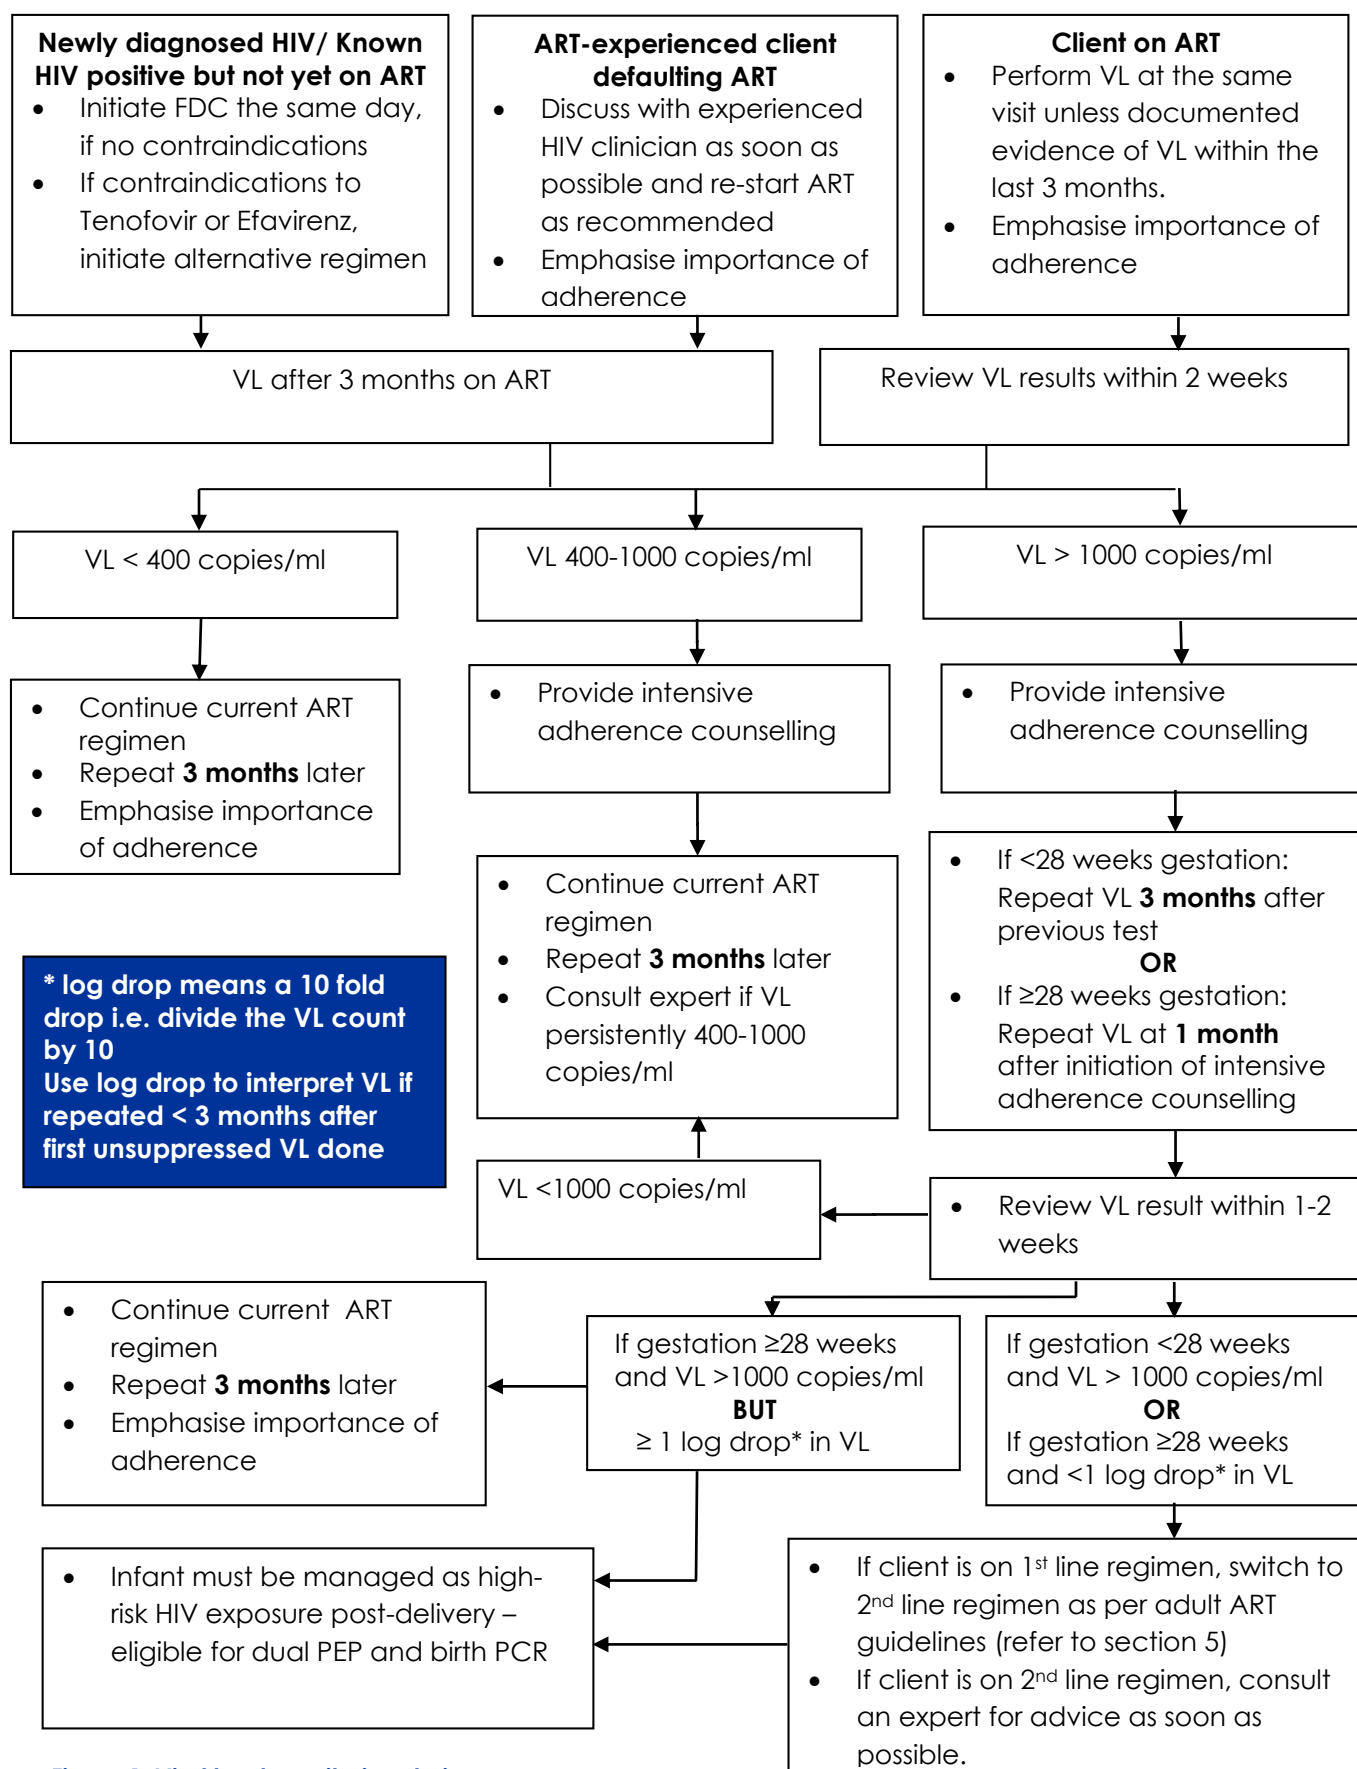 Newly diagnosed HIV/ Known
HIV positive but not yet on ART
• Initiate FDC the same day,
if no contraindications
• If contraindications to
Tenofovir or Efavirenz,
initiate alternative regimen
ART-experienced client
defaulting ART
• Discuss with experienced
HIV clinician as soon as
possible and re-start ART
as recommended
• Emphasise importance of
adherence
Client on ART
• Perform VL at the same
visit unless documented
evidence of VL within the
last 3 months.
• Emphasise importance of
adherence
VL after 3 months on ART
Review VL results within 2 weeks
VL < 400 copies/ml
VL 400-1000 copies/ml
VL > 1000 copies/ml
• Continue current ART
regimen
• Repeat 3 months later
• Emphasise importance
of adherence
• Provide intensive
adherence counselling
• Provide intensive
adherence counselling
• Continue current ART
regimen
• Repeat 3 months later
• Consult expert if VL
persistently 400-1000
copies/ml
• If <28 weeks gestation:
Repeat VL 3 months after
previous test
OR
• If ≥28 weeks gestation:
Repeat VL at 1 month
after initiation of intensive
adherence counselling
* log drop means a 10 fold
drop i.e. divide the VL count
by 10
Use log drop to interpret VL if
repeated < 3 months after
first unsuppressed VL done
VL <1000 copies/ml
• Review VL result within 1-2
weeks
• Continue current ART
regimen
• Repeat 3 months later
• Emphasise importance of
adherence
If gestation ≥28 weeks
and VL >1000 copies/ml
BUT
≥ 1 log drop* in VL
If gestation <28 weeks
and VL > 1000 copies/ml
OR
If gestation ≥28 weeks
and <1 log drop* in VL
• Infant must be managed as high-
risk HIV exposure post-delivery –
eligible for dual PEP and birth PCR
• If client is on 1st line regimen, switch to
2nd line regimen as per adult ART
guidelines (refer to section 5)
• If client is on 2nd line regimen, consult
an expert for advice as soon as
possible.